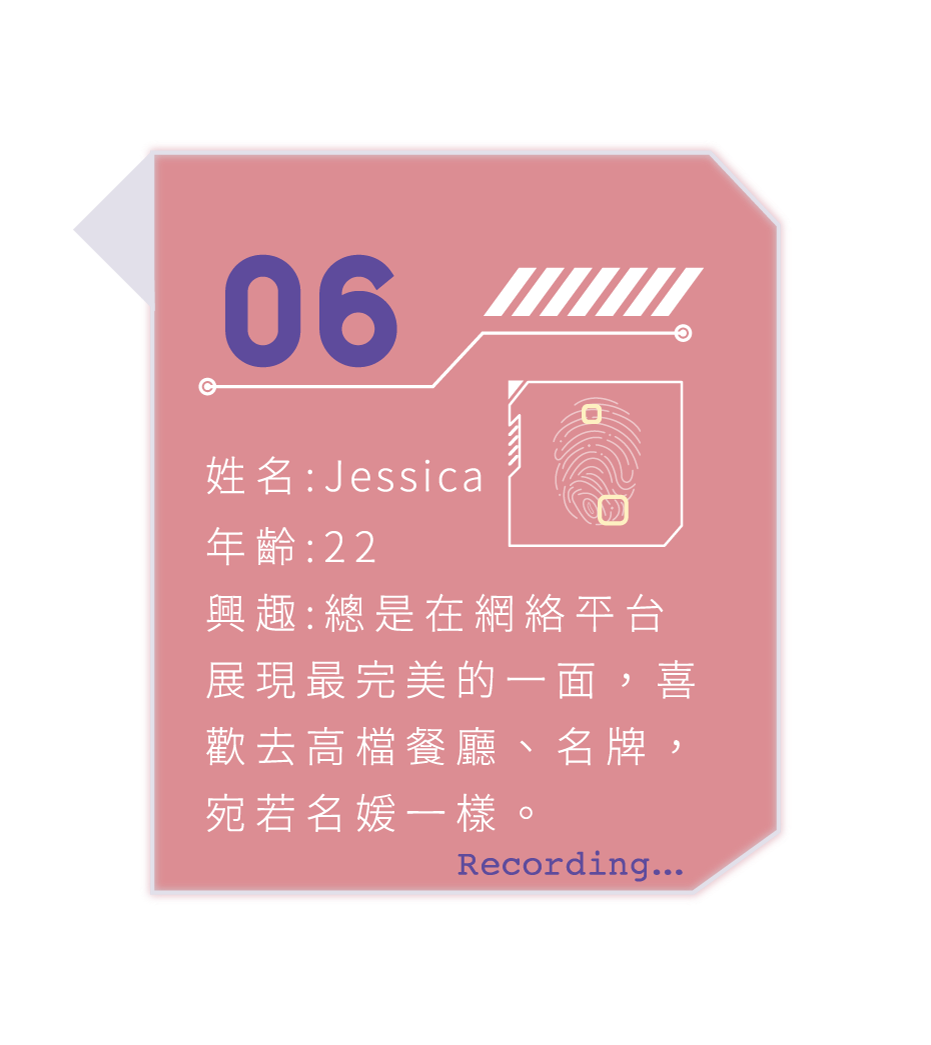 06
姓名:Jessica
年齡:22
興趣:總是在網絡平台
展現最完美的一面，喜
歡去高檔餐廳、名牌，
宛若名媛一樣。
Recording...